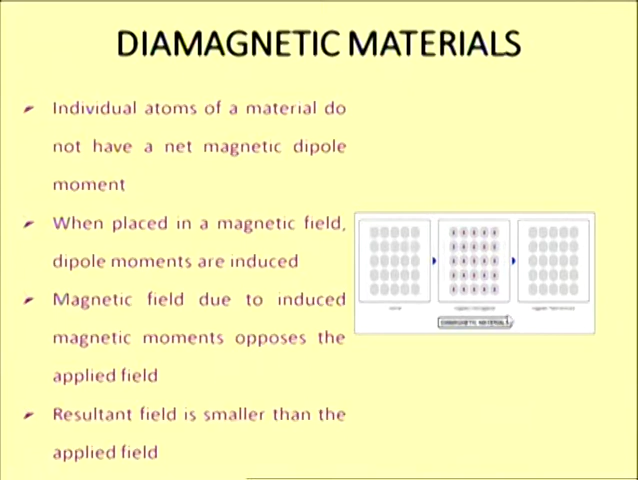 DIAMAGNETIC MATERIALS
Individual atoms of a material do
not have a net magnetic dipole
moment
When placed in a magnetic field,
dipole moments are induced
Magnetic field due to induced
magnetic moments opposes the
applied field
Resultant field is smaller than the
applied field
DIAMAGNETIC MATERIALS